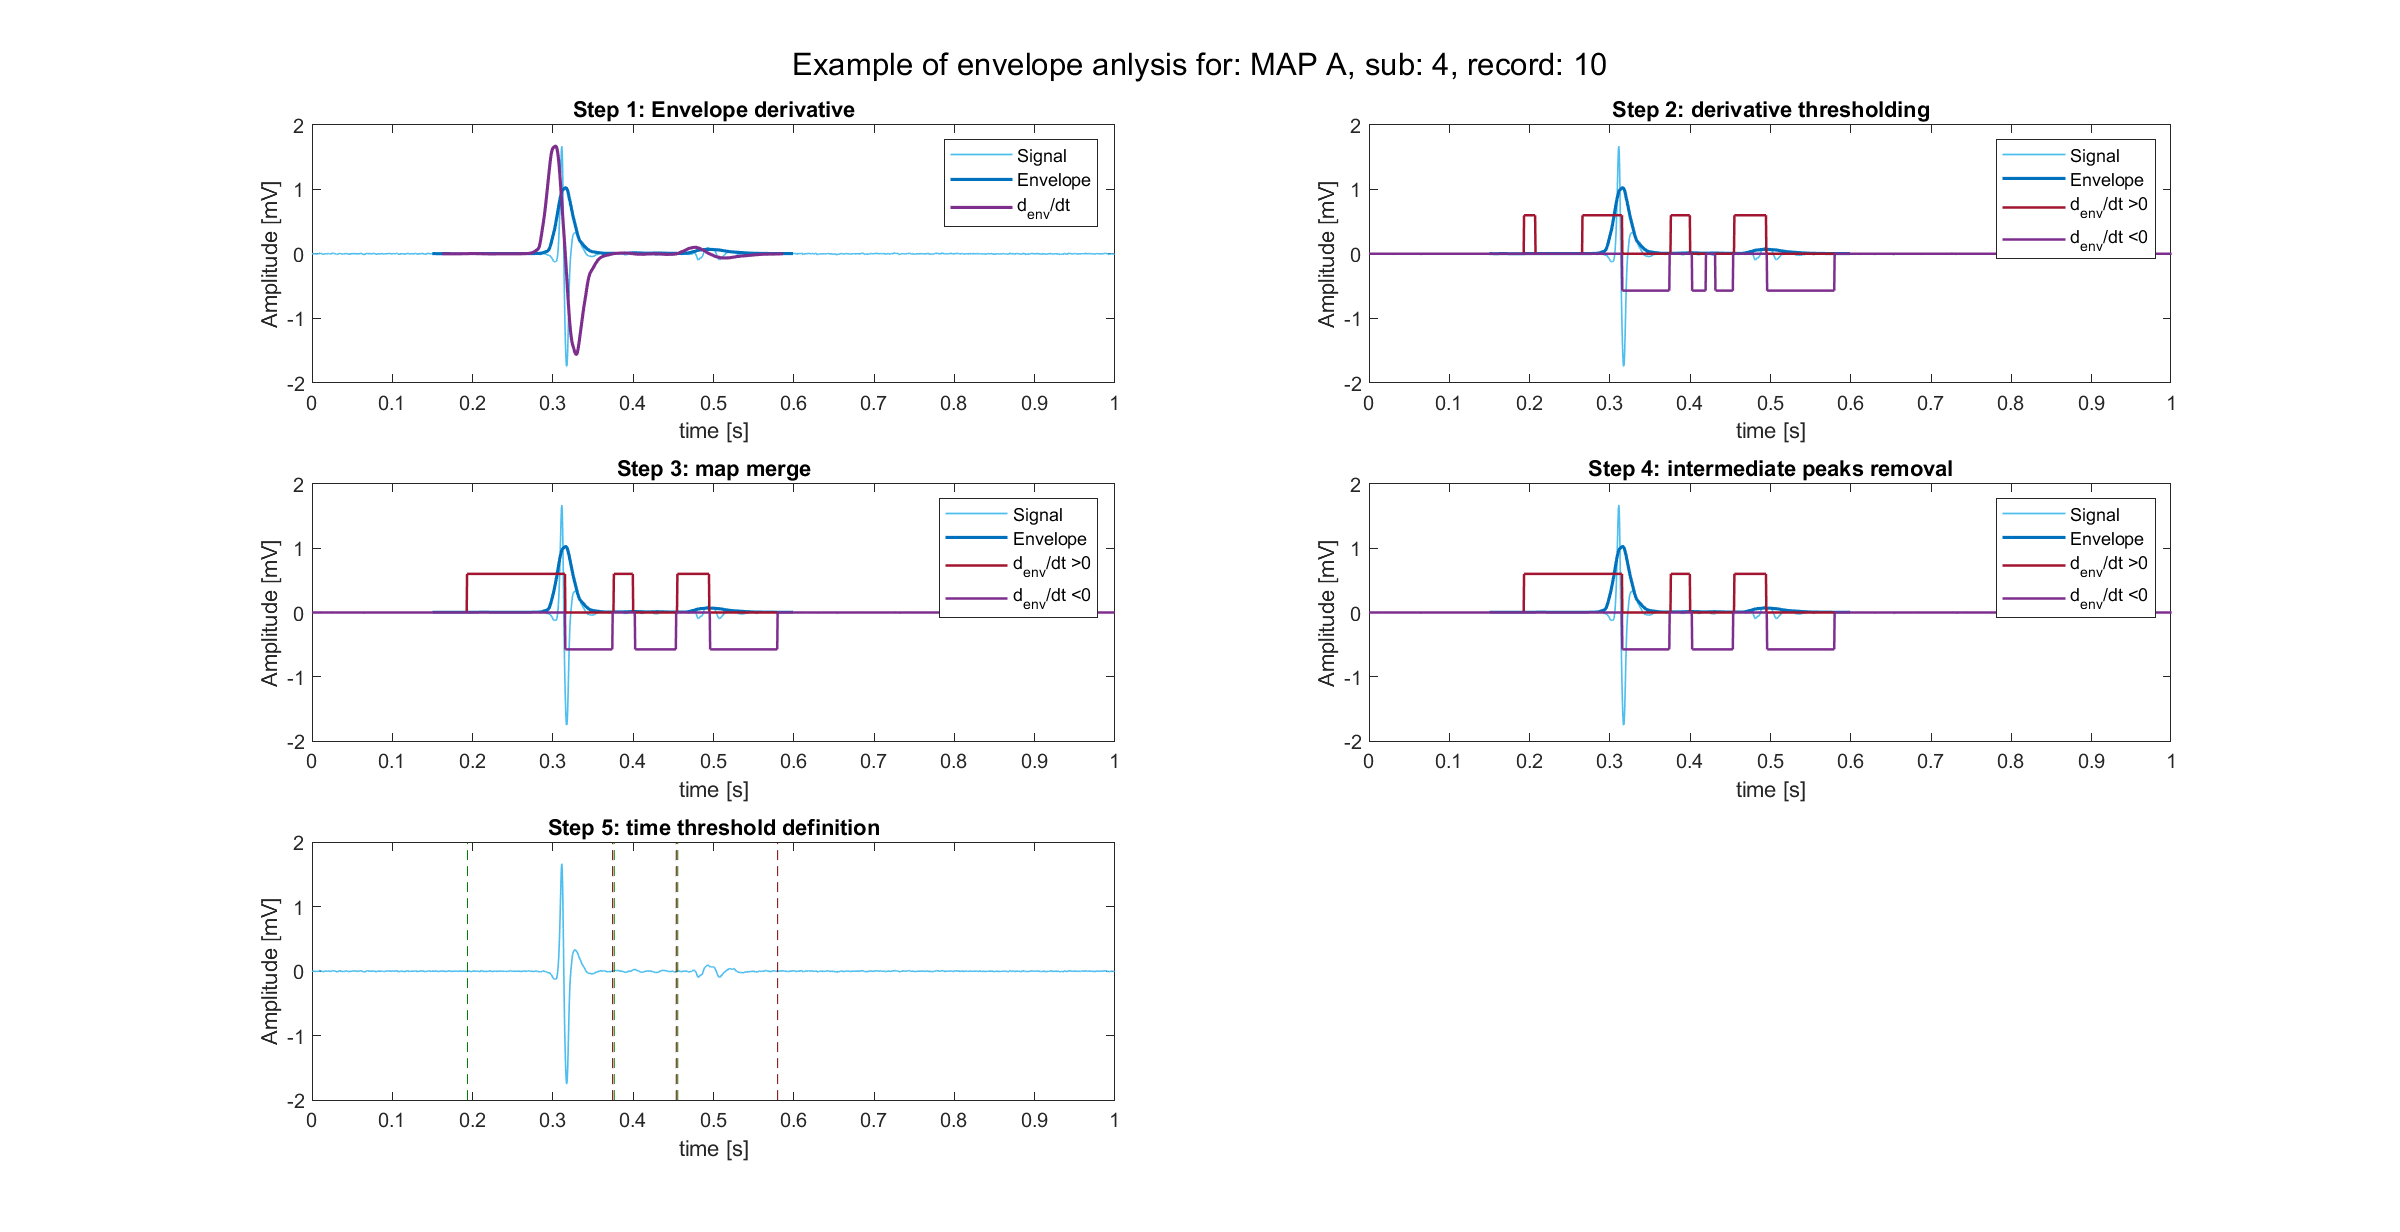 Example of envelope anlysis for: MAP A, sub: 4, record: 10
Step 1: Envelope derivative
2
1
0
-1
-2
Amplitude [mV]
0 0.1 0.2 0.3 0.4 0.5 0.6 0.7 0.8 0.9 1
time [s]
Signal
Envelope
d_env/dt
Step 2: derivative thresholding
2
1
0
-1
-2
Amplitude [mV]
0 0.1 0.2 0.3 0.4 0.5 0.6 0.7 0.8 0.9 1
time [s]
Signal
Envelope
d_env/dt >0
d_env/dt <0
Step 3: map merge
2
1
0
-1
-2
Amplitude [mV]
0 0.1 0.2 0.3 0.4 0.5 0.6 0.7 0.8 0.9 1
time [s]
Signal
Envelope
d_env/dt >0
d_env/dt <0
Step 4: intermediate peaks removal
2
1
0
-1
-2
Amplitude [mV]
0 0.1 0.2 0.3 0.4 0.5 0.6 0.7 0.8 0.9 1
time [s]
Signal
Envelope
d_env/dt >0
d_env/dt <0
Step 5: time threshold definition
2
1
0
-1
-2
Amplitude [mV]
0 0.1 0.2 0.3 0.4 0.5 0.6 0.7 0.8 0.9 1
time [s]